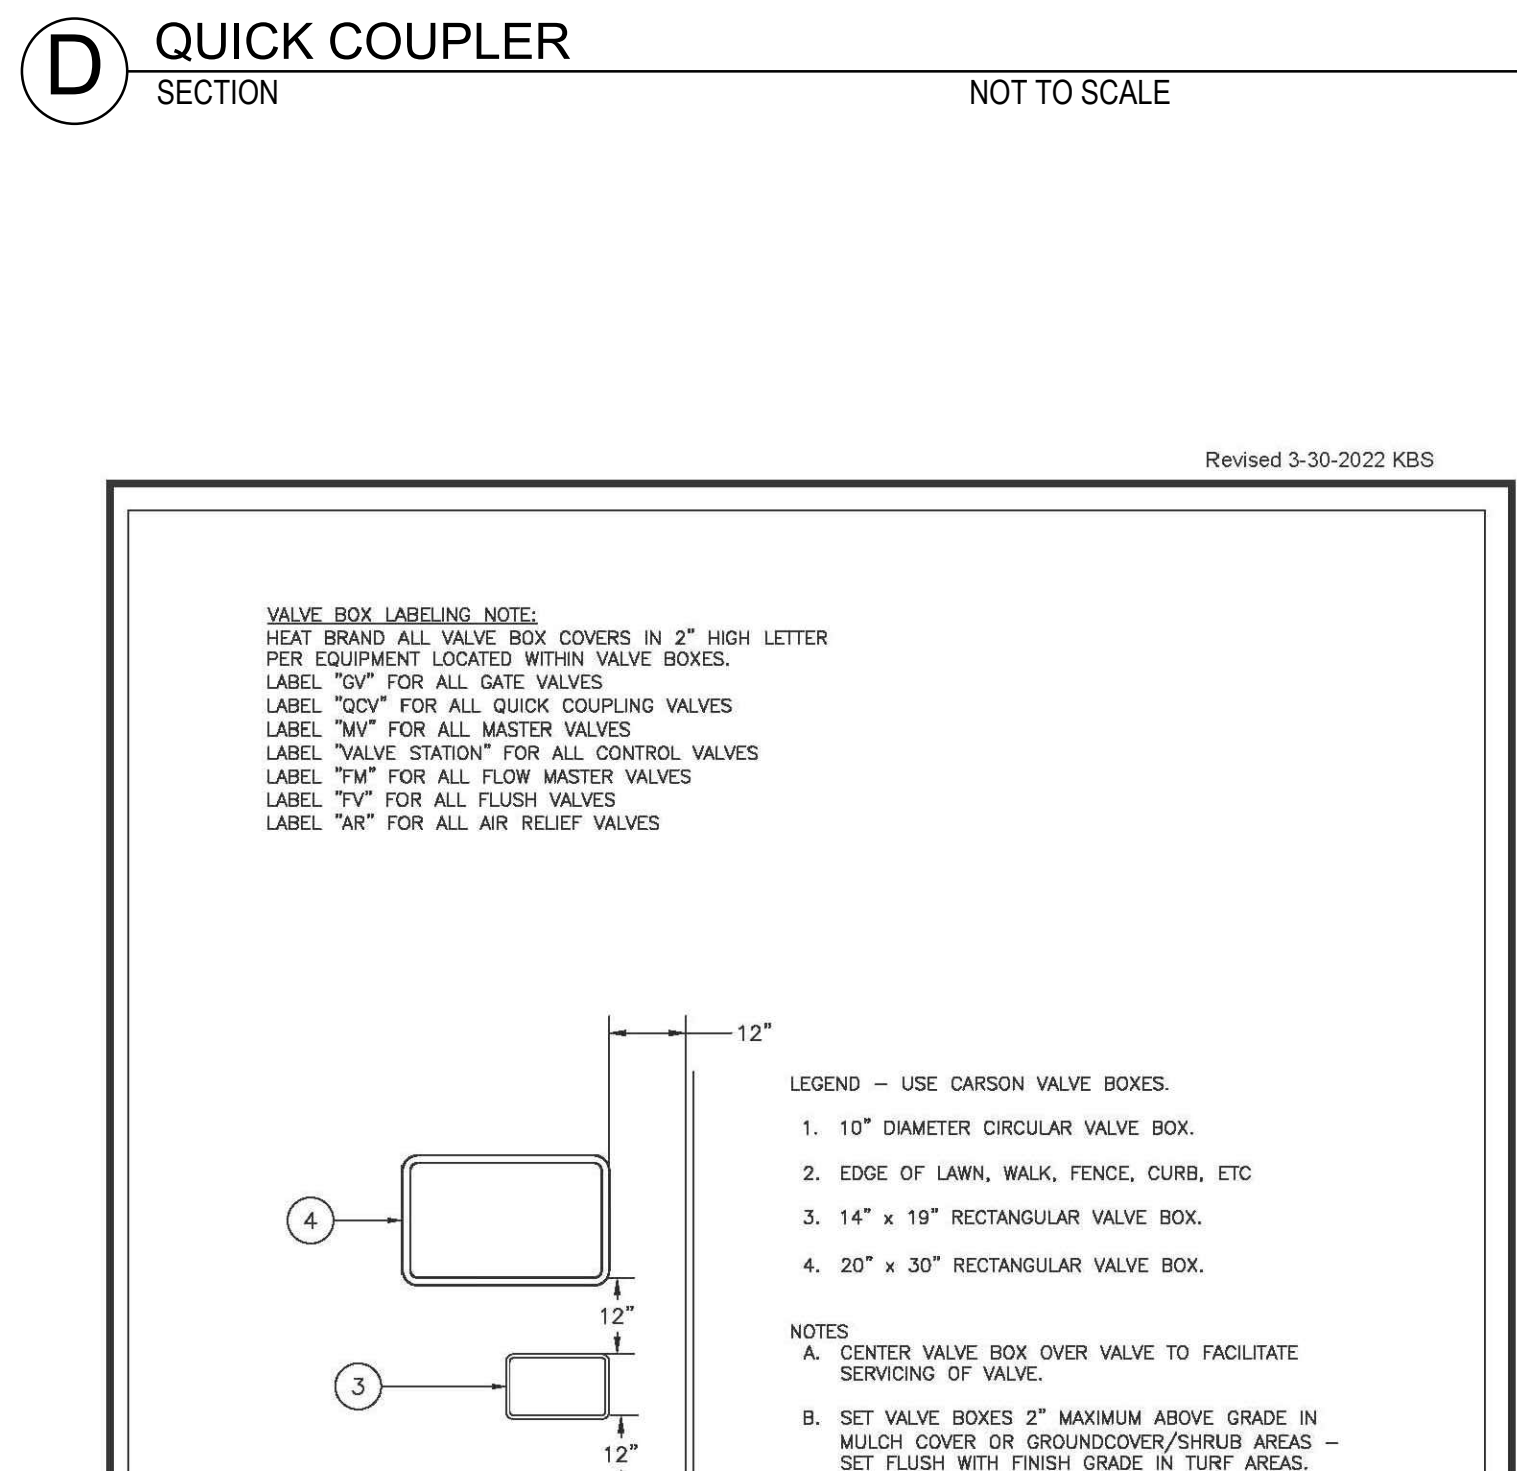 D
QUICK COUPLER
SECTION
NOT TO SCALE
Revised 3-30-2022 KBS
VALVE BOX LABELING NOTE:
HEAT BRAND ALL VALVE BOX COVERS IN 2" HIGH LETTER
PER EQUIPMENT LOCATED WITHIN VALVE BOXES.
LABEL "GV" FOR ALL GATE VALVES
LABEL "QCV" FOR ALL QUICK COUPLING VALVES
LABEL "MV" FOR ALL MASTER VALVES
LABEL "VALVE STATION" FOR ALL CONTROL VALVES
LABEL "FM" FOR ALL FLOW MASTER VALVES
LABEL "FV" FOR ALL FLUSH VALVES
LABEL "AR" FOR ALL AIR RELIEF VALVES
12"
4
12"
3
12"
LEGEND – USE CARSON VALVE BOXES.
1. 10" DIAMETER CIRCULAR VALVE BOX.
2. EDGE OF LAWN, WALK, FENCE, CURB, ETC
3. 14" x 19" RECTANGULAR VALVE BOX.
4. 20" x 30" RECTANGULAR VALVE BOX.
NOTES
A. CENTER VALVE BOX OVER VALVE TO FACILITATE
SERVICING OF VALVE.
B. SET VALVE BOXES 2" MAXIMUM ABOVE GRADE IN
MULCH COVER OR GROUNDCOVER/SHRUB AREAS –
SET FLUSH WITH FINISH GRADE IN TURF AREAS.